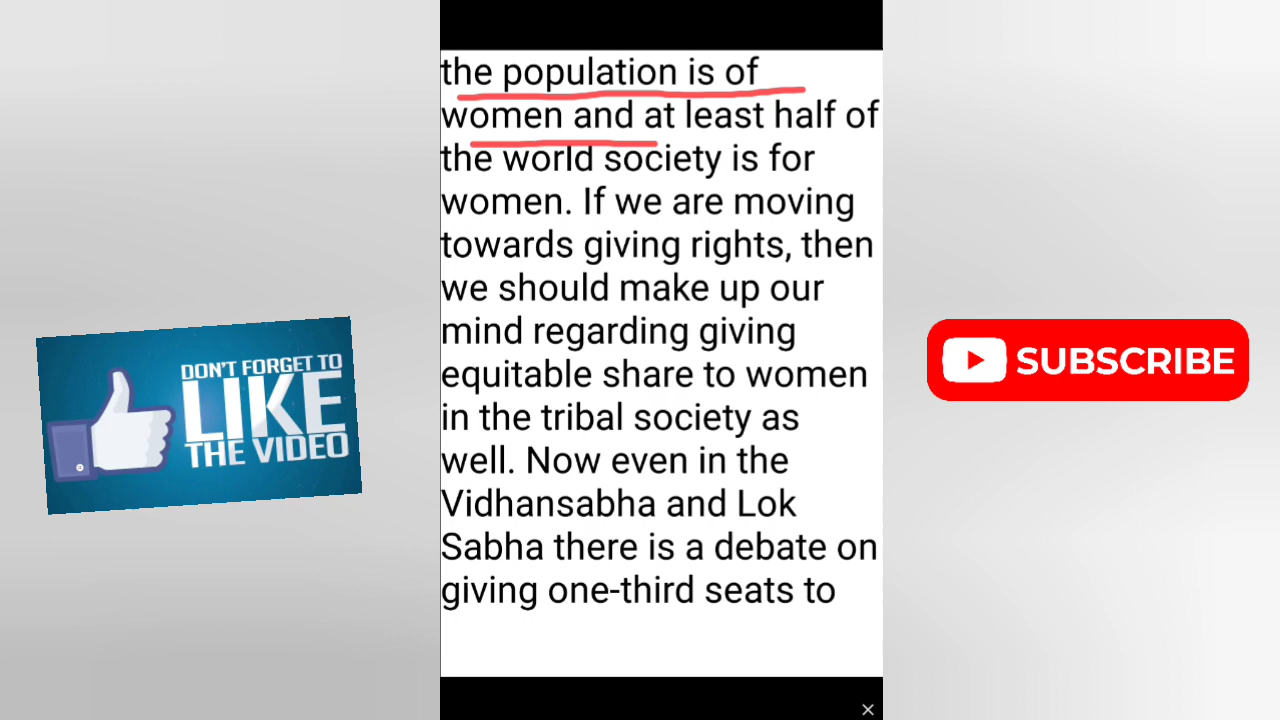 the population is of
women and at least half of
the world society is for
women. If we are moving
towards giving rights, then
we should make up our
mind regarding giving
equitable share to women
in the tribal society as
well. Now even in the
Vidhansabha and Lok
Sabha there is a debate on
giving one-third seats to
DON'T FORGET TO
LIKE
THE VIDEO
SUBSCRIBE